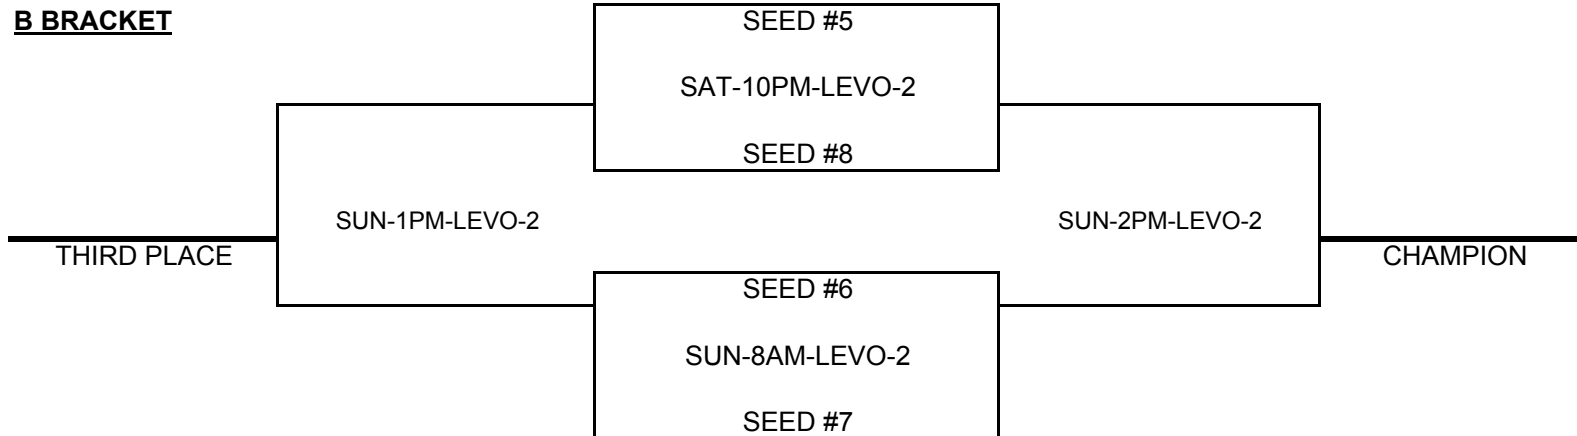 B BRACKET
SEED #5
SAT-10PM-LEVO-2
SEED #8
SUN-1PM-LEVO-2
SUN-2PM-LEVO-2
THIRD PLACE
CHAMPION
SEED #6
SUN-8AM-LEVO-2
SEED #7